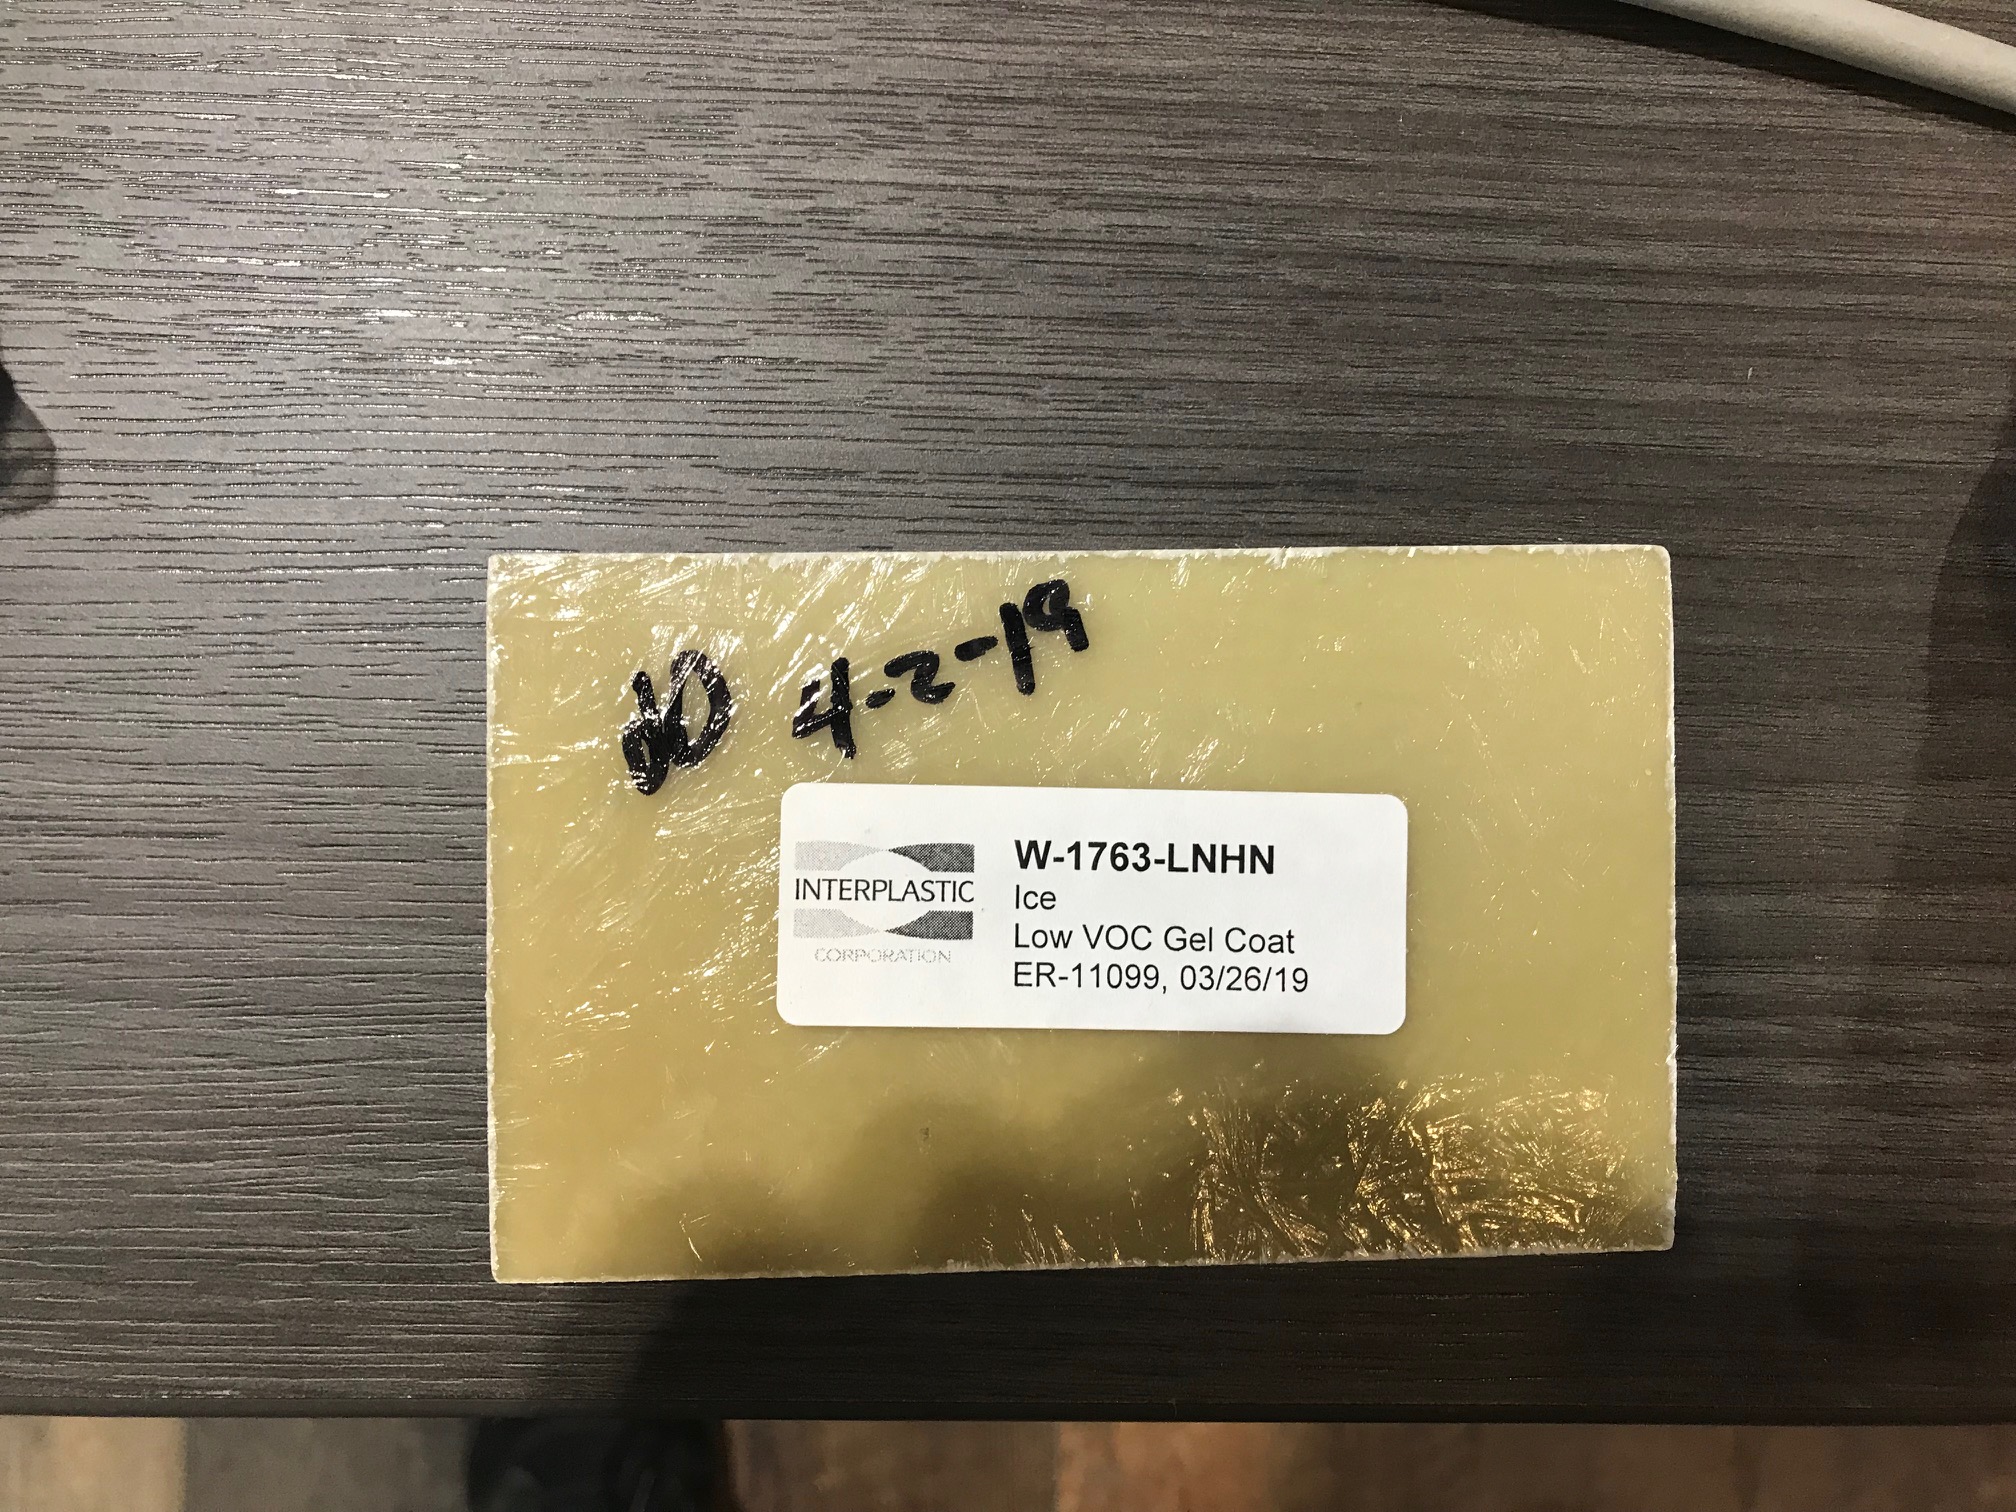 4-2-19
INTERPLASTIC
CORPORATION
W-1763-LNHN
Ice
Low VOC Gel Coat
ER-11099, 03/26/19